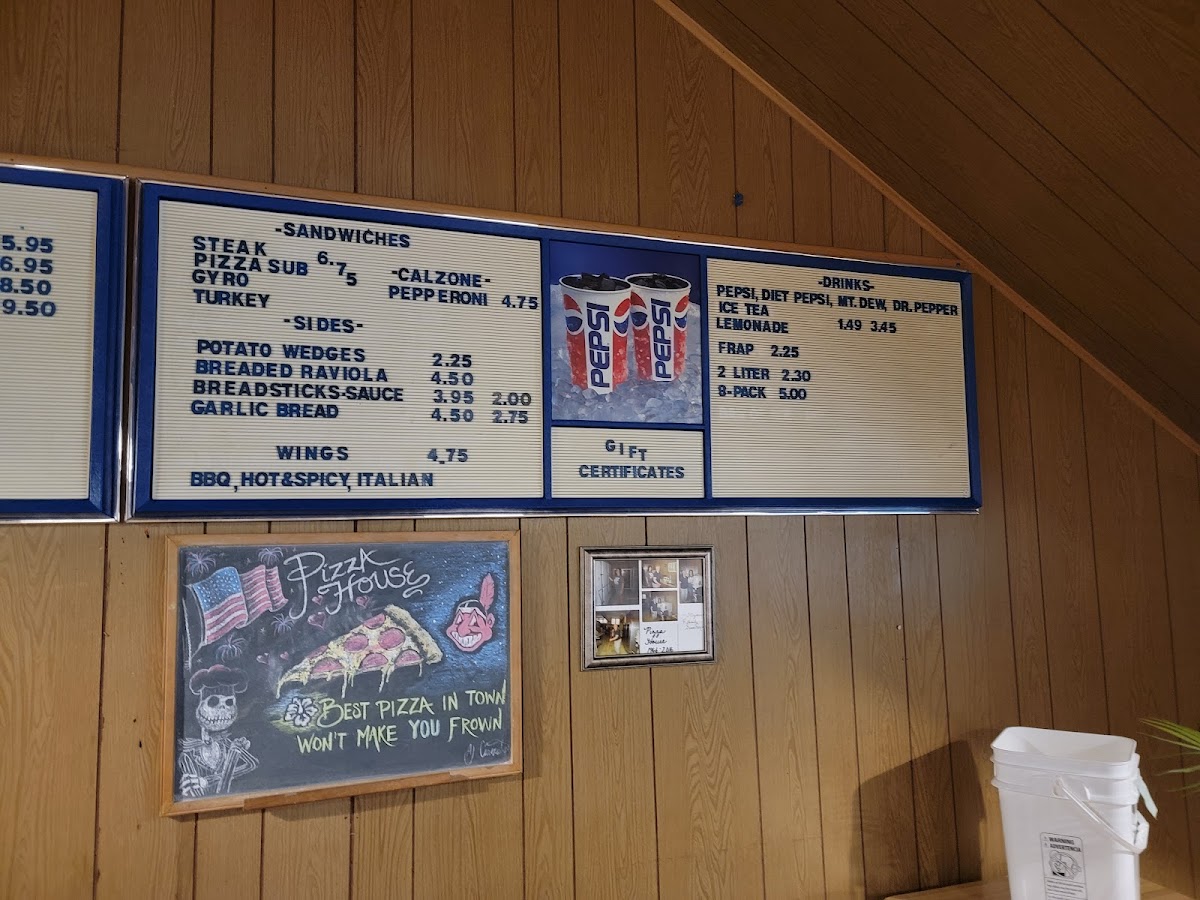 5.95
6.95
8.50
9.50
-SANDWICHES
STEAK
PIZZA SUB 6.75
GYRO
TURKEY
-CALZONE-
PEPPERONI 4.75
-SIDES-
POTATO WEDGES 2.25
BREADED RAVIOLA 4.50
BREADSTICKS-SAUCE 3.95 2.00
GARLIC BREAD 4.50 2.75
WINGS 4.75
BBQ, HOT&SPICY, ITALIAN
PEPSI
PEPSI
GIFT
CERTIFICATES
-DRINKS-
PEPSI, DIET PEPSI, MT. DEW, DR. PEPPER
ICE TEA
LEMONADE 1.49 3.45
FRAP 2.25
2 LITER 2.30
8-PACK 5.00
PIZZA
HOUSE
BEST PIZZA IN TOWN
WON'T MAKE YOU FROWN
Pizza
House
WARNING
ADVERTENCIA